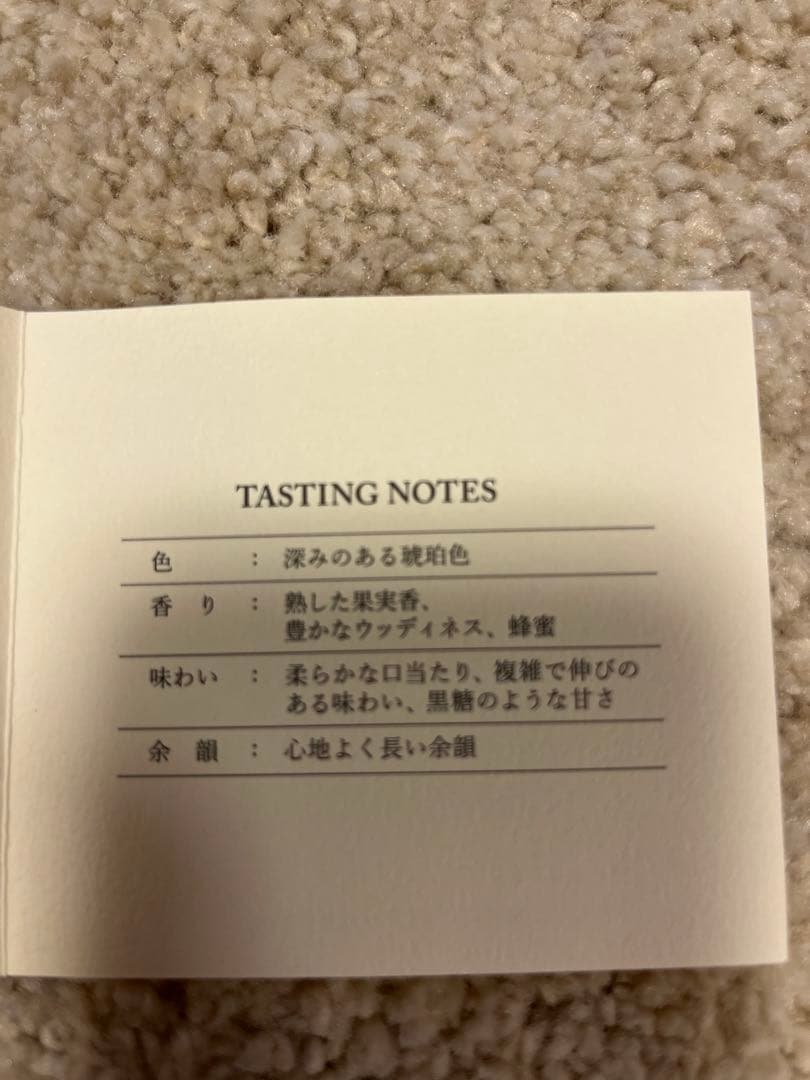 TASTING NOTES
色 : 深みのある琥珀色
香り : 熟した果実香、
豊かなウッディネス、蜂蜜
味わい : 柔らかな口当たり、複雑で伸びの
ある味わい、黒糖のような甘さ
余韻 : 心地よく長い余韻